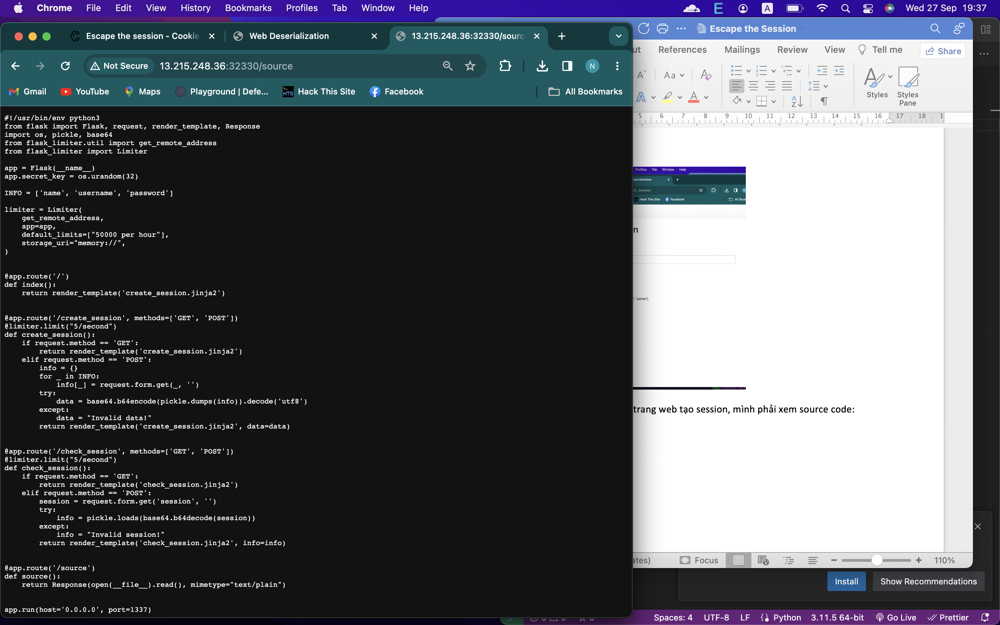 Chrome File Edit View History Bookmarks Profiles Tab Window Help
A
Wed 27 Sep 19:37
Escape the session - Cookie
Web Deserialization
13.215.248.36:32330/sourc
Not Secure
13.215.248.36:32330/source
N
Gmail YouTube Maps Playground | Defe... Hack This Site Facebook All Bookmarks
#!/usr/bin/env python3
from flask import Flask, request, render_template, Response
import os, pickle, base64
from flask_limiter.util import get_remote_address
from flask_limiter import Limiter
app = Flask(__name__)
app.secret_key = os.urandom(32)
INFO = ['name', 'username', 'password']
limiter = Limiter(
    get_remote_address,
    app=app,
    default_limits=["50000 per hour"],
    storage_uri="memory://",
)
@app.route('/')
def index():
    return render_template('create_session.jinja2')
@app.route('/create_session', methods=['GET', 'POST'])
@limiter.limit("5/second")
def create_session():
    if request.method == 'GET':
        return render_template('create_session.jinja2')
    elif request.method == 'POST':
        info = {}
        for _ in INFO:
            info[_] = request.form.get(_, '')
        try:
            data = base64.b64encode(pickle.dumps(info)).decode('utf8')
        except:
            data = "Invalid data!"
        return render_template('create_session.jinja2', data=data)
@app.route('/check_session', methods=['GET', 'POST'])
@limiter.limit("5/second")
def check_session():
    if request.method == 'GET':
        return render_template('check_session.jinja2')
    elif request.method == 'POST':
        session = request.form.get('session', '')
        try:
            info = pickle.loads(base64.b64decode(session))
        except:
            info = "Invalid session!"
        return render_template('check_session.jinja2', info=info)
@app.route('/source')
def source():
    return Response(open(__file__).read(), mimetype="text/plain")
app.run(host='0.0.0.0', port=1337)
Escape the Session
ut References Mailings Review View Tell me Share
Aa
Styles
Styles Pane
5 6 7 8 9 10 11 12 13 14 15 16 17 18 1
Profiles Tab Window Help
eserialization
ck_session
Hack This Site Facebook All Book
n
': 'admin'}
trang web tạo session, mình phải xem source code:
ates) Focus 110%
Install Show Recommendations
Spaces: 4 UTF-8 LF Python 3.11.5 64-bit Go Live Prettier